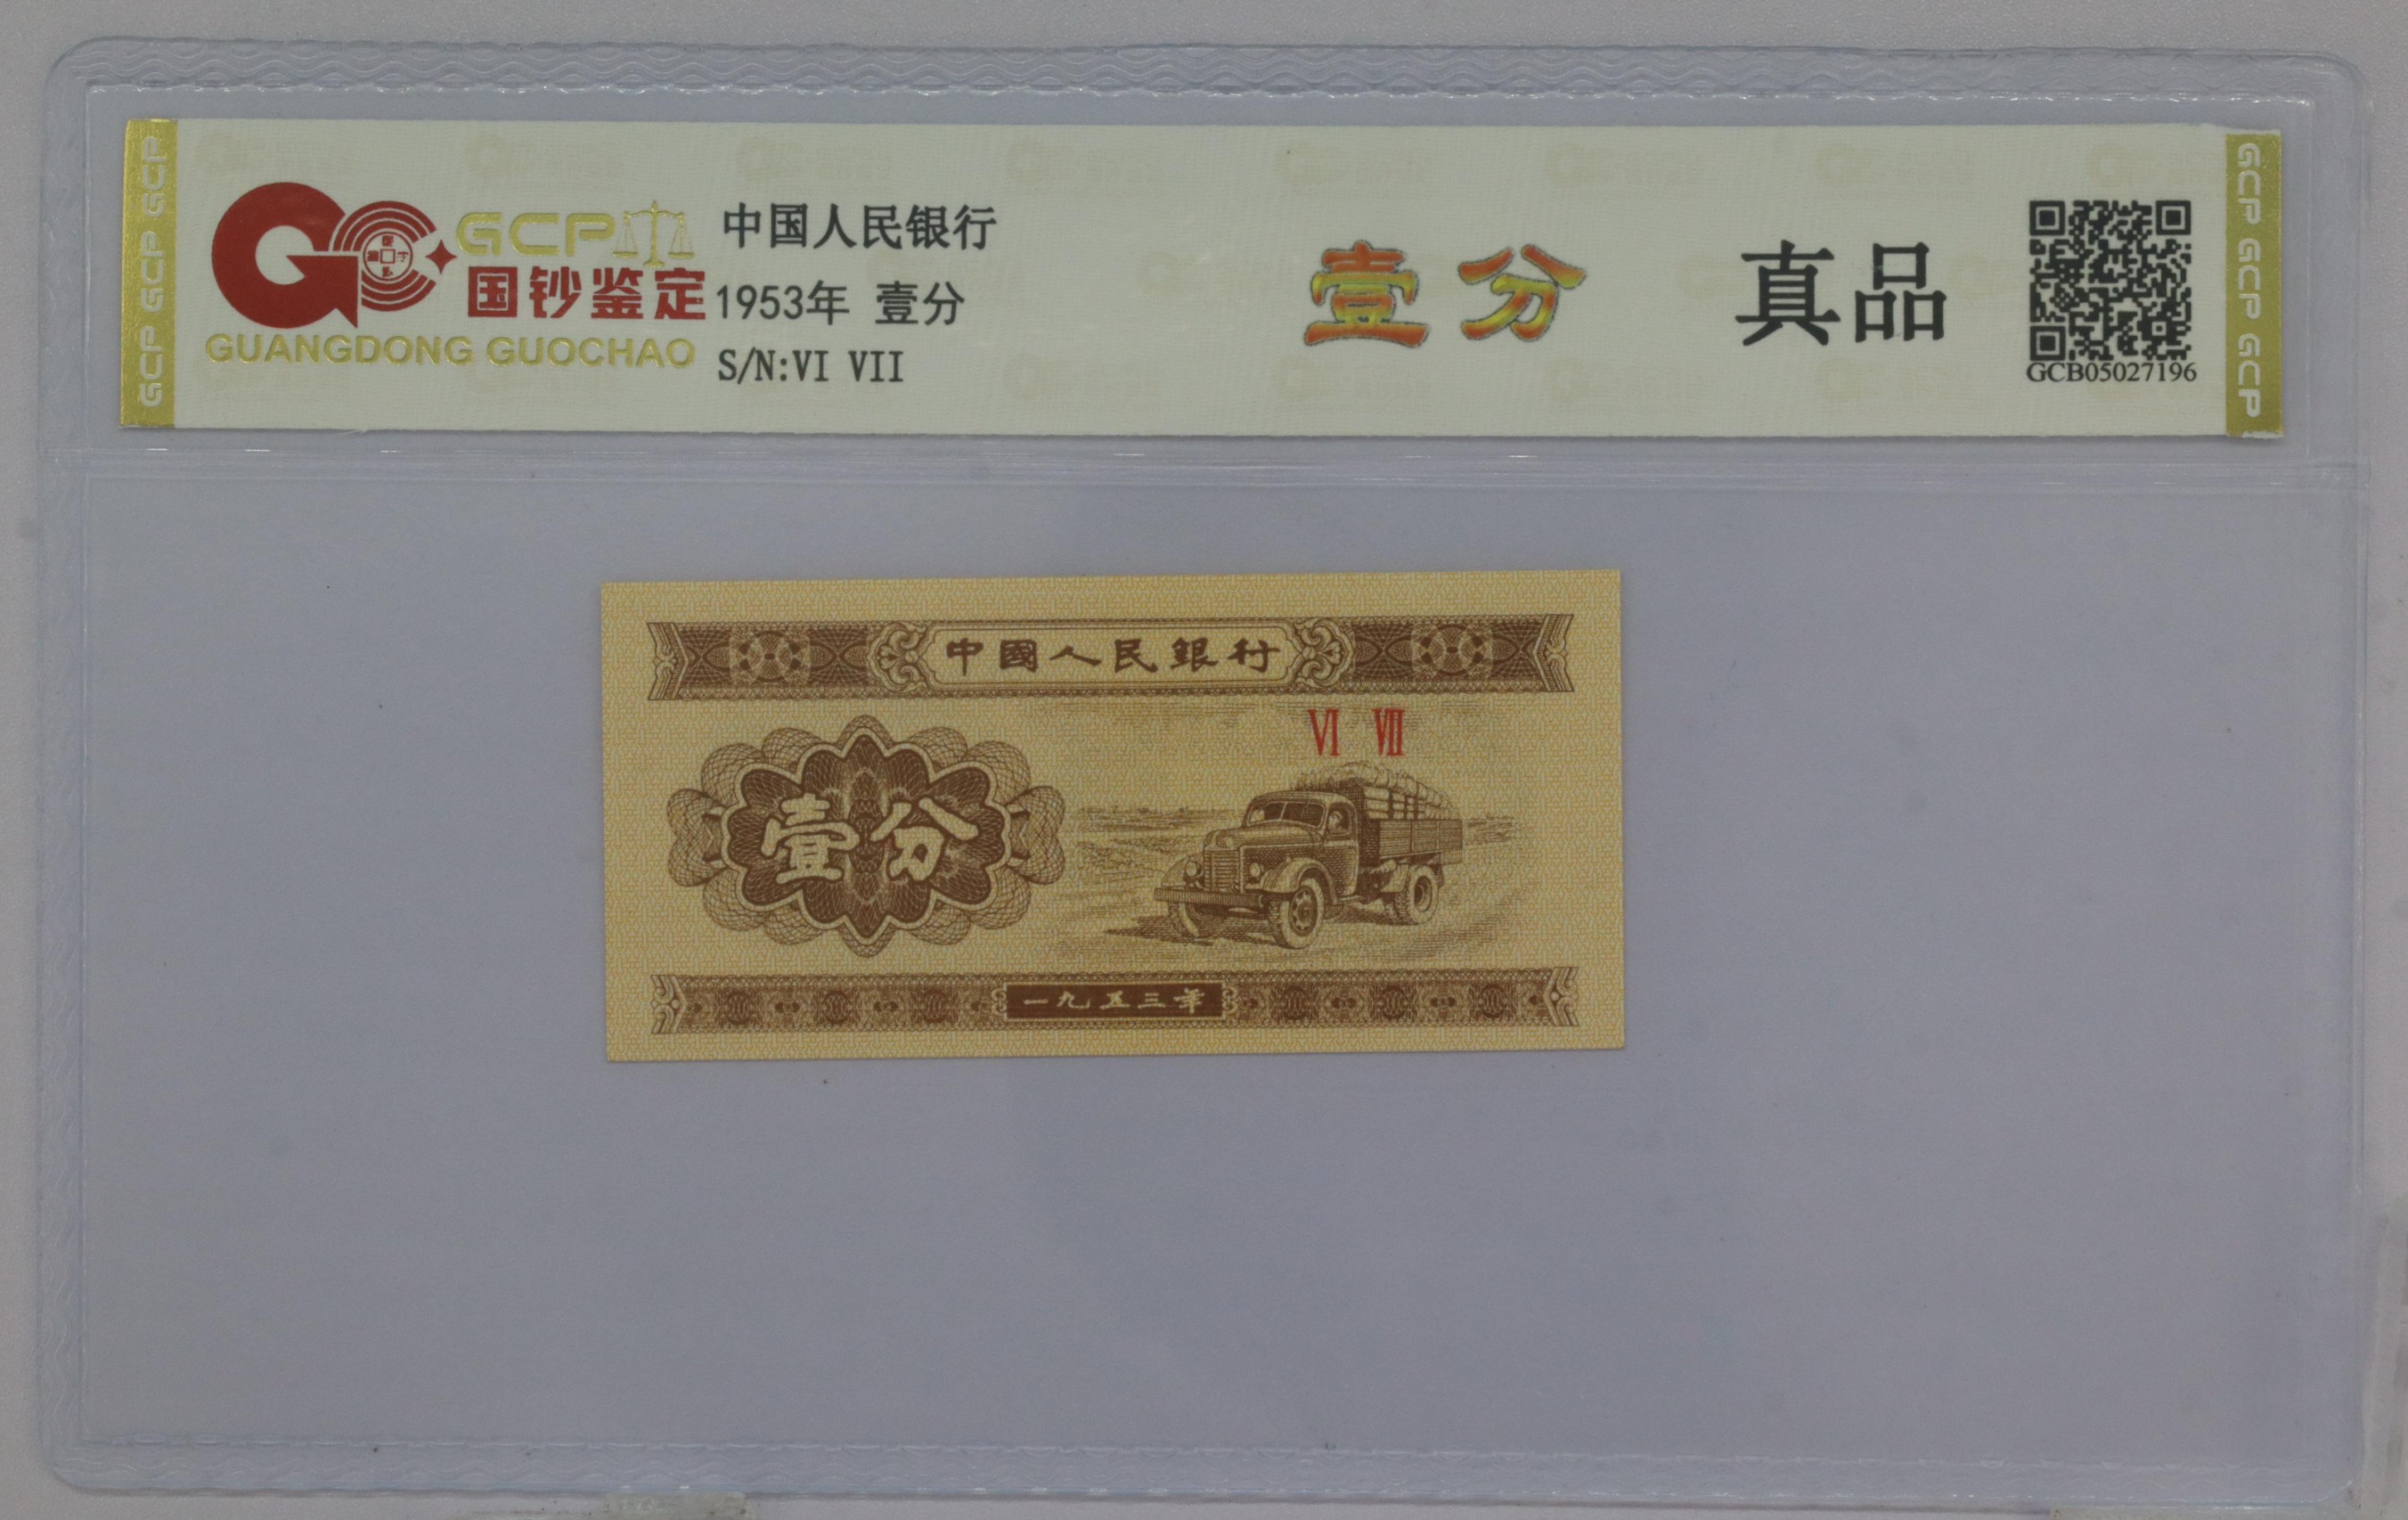 GCP GCP GCP
GCP
国钞鉴定
GUANGDONG GUOCHAO
中国人民银行
1953年 壹分
S/N:VI VII
壹分
真品
GCB05027196
GCP GCP GCP
中國人民銀行
VI VII
壹分
一九五三年